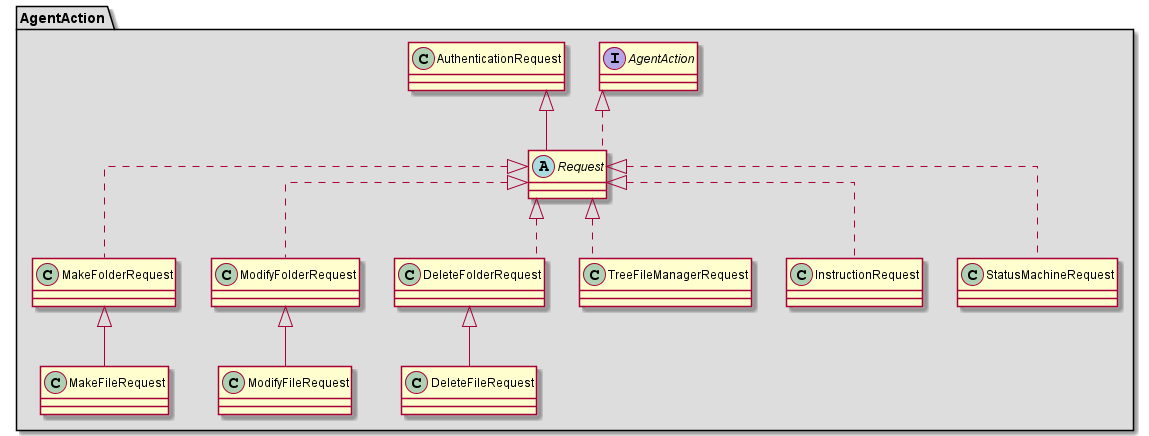 AgentAction
C AuthenticationRequest
I AgentAction
A Request
C MakeFolderRequest
C ModifyFolderRequest
C DeleteFolderRequest
C TreeFileManagerRequest
C InstructionRequest
C StatusMachineRequest
C MakeFileRequest
C ModifyFileRequest
C DeleteFileRequest